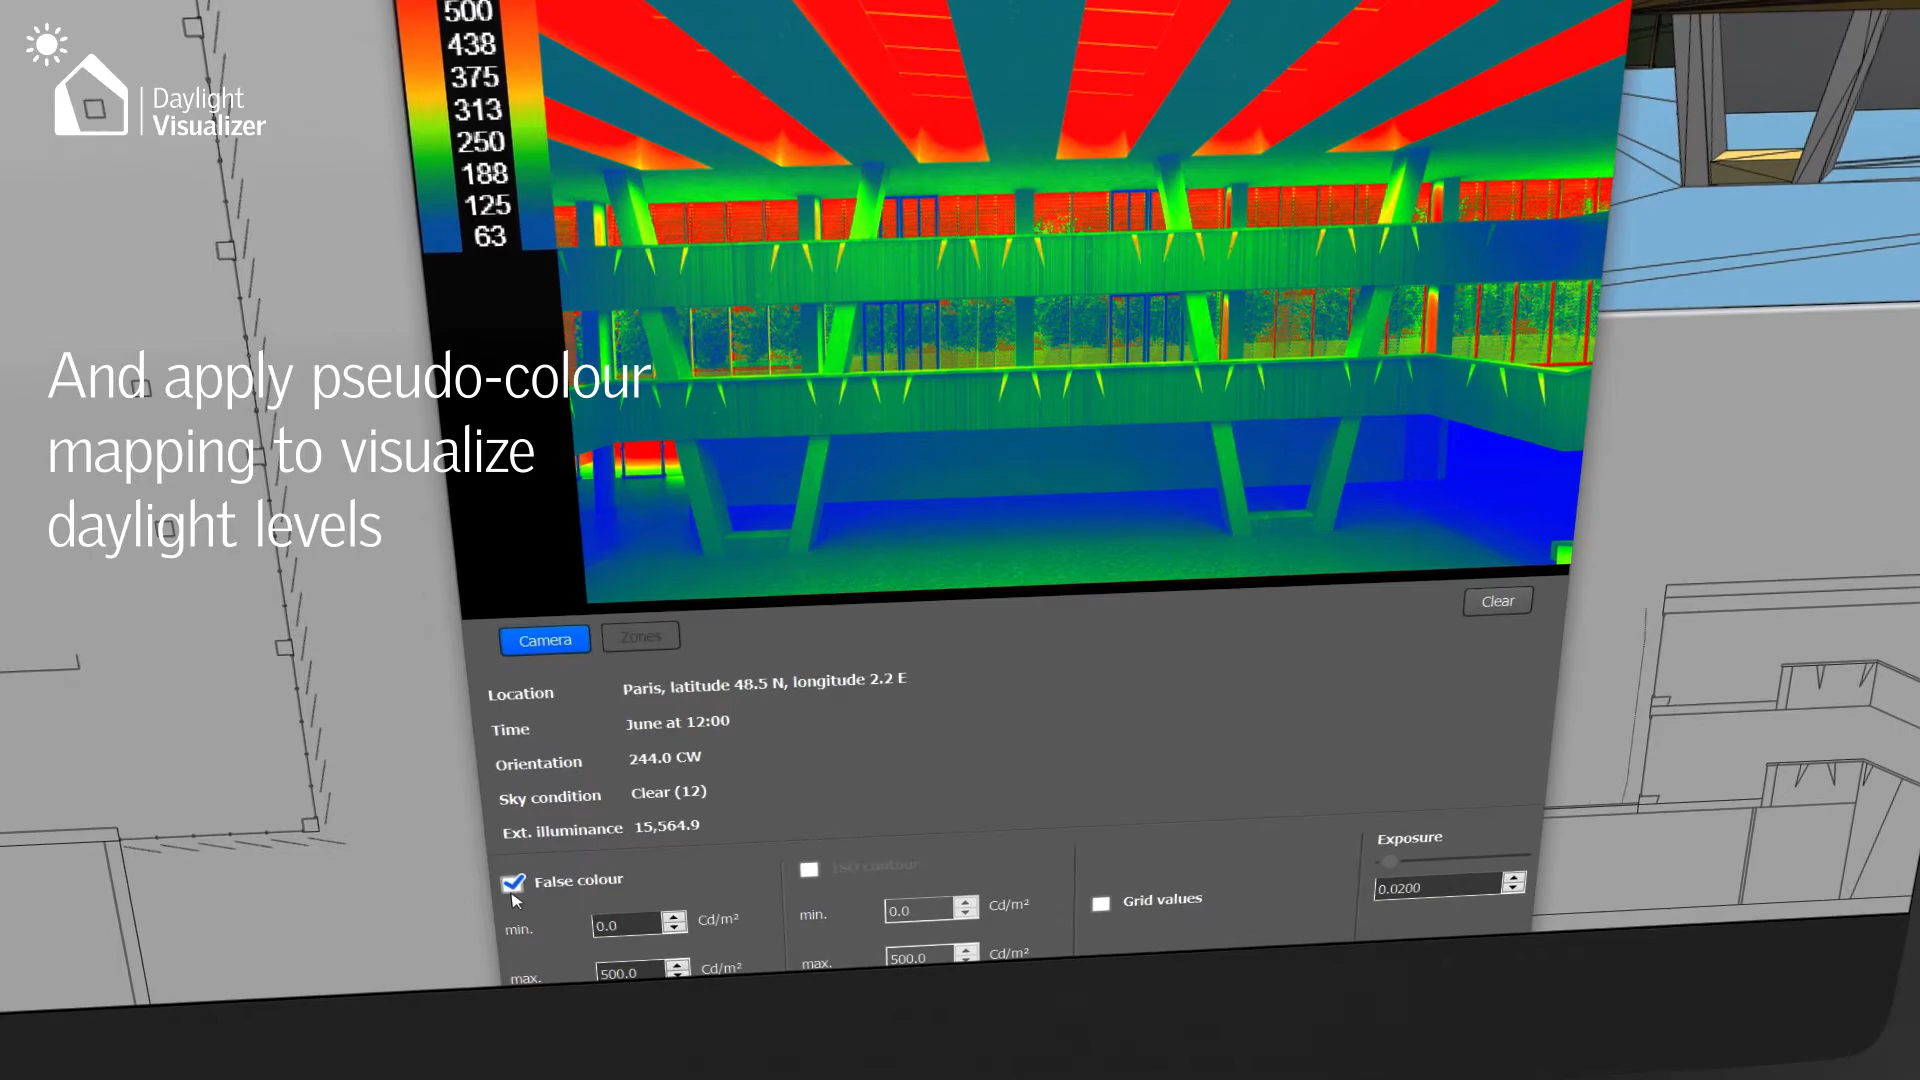 500
438
375
313
250
188
125
63
Daylight
Visualizer
And apply pseudo-colour
mapping to visualize
daylight levels
Clear
Camera
Zones
Location Paris, latitude 48.5 N, longitude 2.2 E
Time June at 12:00
Orientation 244.0 CW
Sky condition Clear (12)
Ext. illuminance 15,564.9
False colour
min. 0.0 Cd/m²
max. 500.0 Cd/m²
ISO contour
min. 0.0 Cd/m²
max. 500.0 Cd/m²
Grid values
Exposure
0.0200